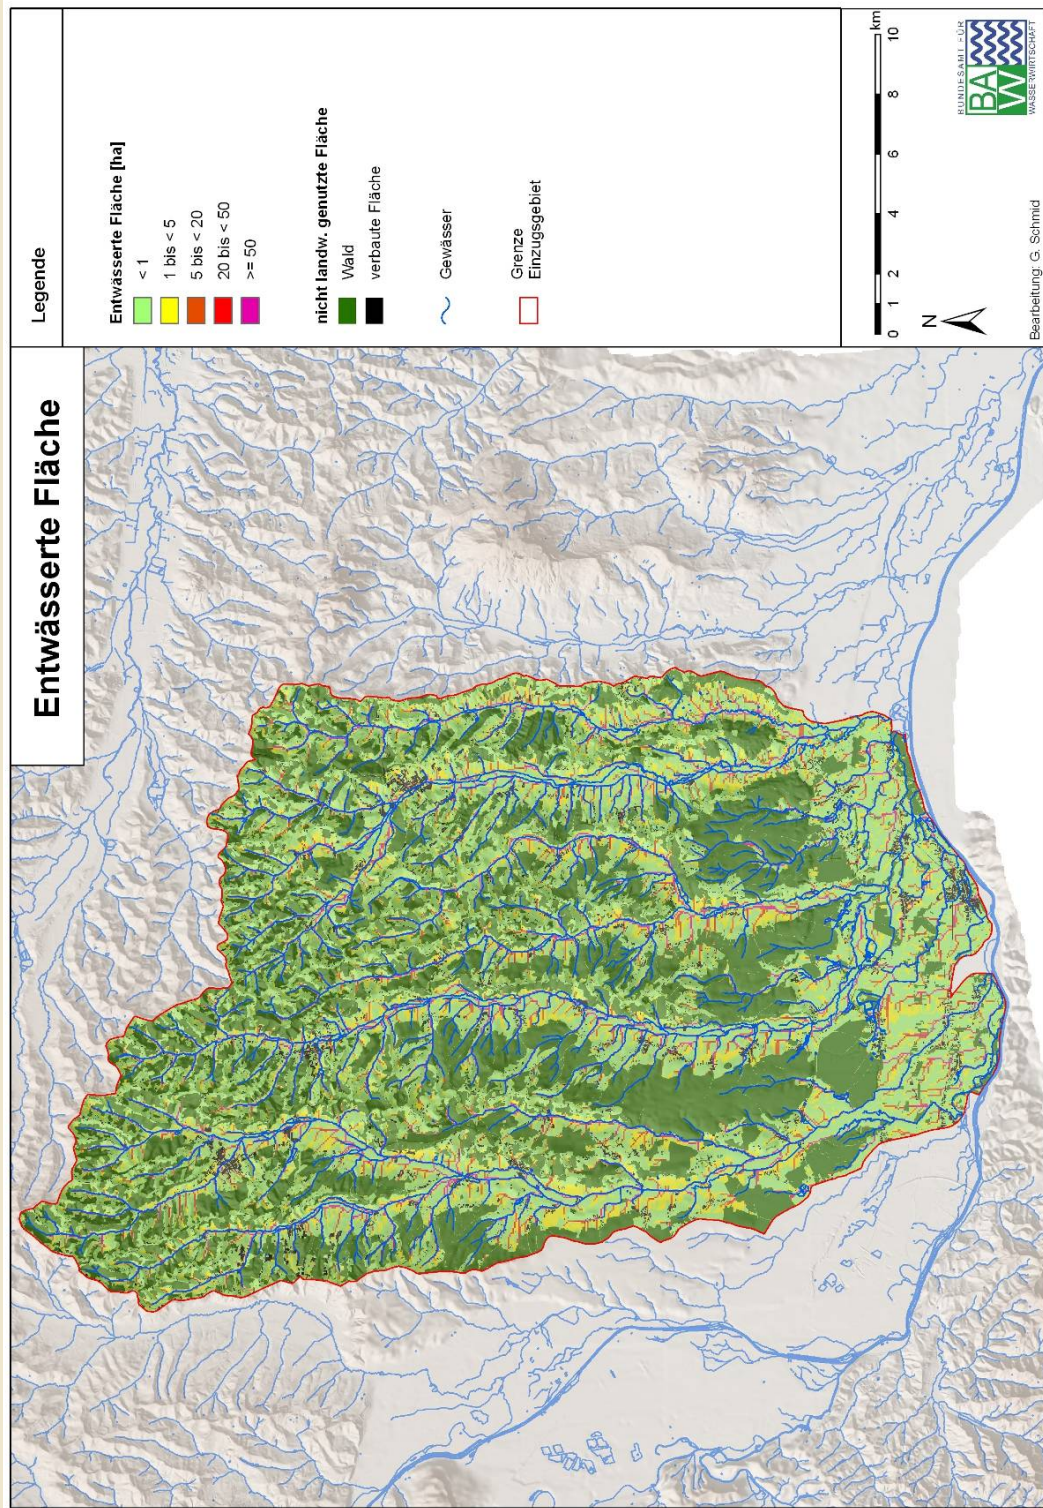 Entwässerte Fläche
Legende
Entwässerte Fläche [ha]
< 1
1 bis < 5
5 bis < 20
20 bis < 50
>= 50
nicht landw. genutzte Fläche
Wald
verbaute Fläche
Gewässer
Grenze
Einzugsgebiet
0 1 2 4 6 8 10
km
N
BUNDESAMT FÜR
BA
W
WASSERWIRTSCHAFT
Bearbeitung: G. Schmid